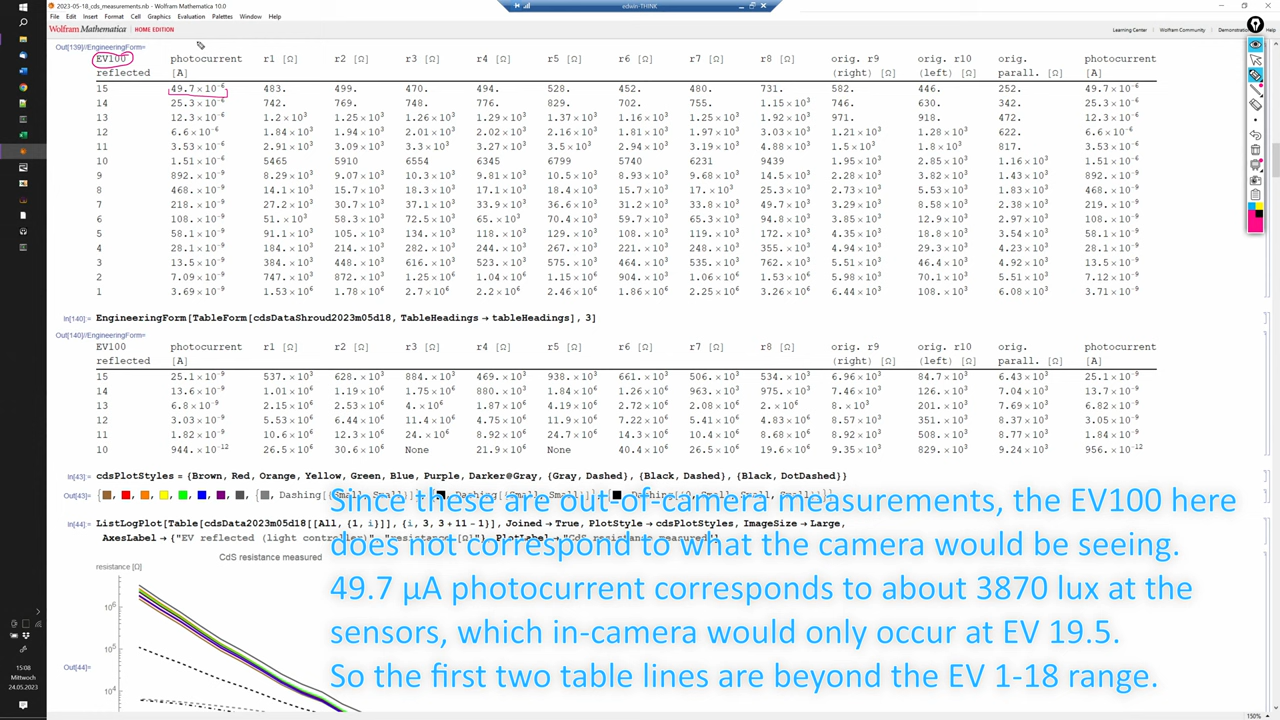 2023-05-18_cds_measurements.nb - Wolfram Mathematica 10.0
edwin-THINK
File Edit Insert Format Cell Graphics Evaluation Palettes Window Help
Wolfram Mathematica | HOME EDITION
Learning Center | Wolfram Community | Demonstrati
Out[139]//EngineeringForm=
EV100 photocurrent r1 [Ω] r2 [Ω] r3 [Ω] r4 [Ω] r5 [Ω] r6 [Ω] r7 [Ω] r8 [Ω] orig. r9 orig. r10 orig. photocurrent
reflected [A] (right) [Ω] (left) [Ω] parall. [Ω] [A]
15 49.7×10⁻⁶ 483. 499. 470. 494. 528. 452. 480. 731. 582. 446. 252. 49.7×10⁻⁶
14 25.3×10⁻⁶ 742. 769. 748. 776. 829. 702. 755. 1.15×10³ 746. 630. 342. 25.3×10⁻⁶
13 12.3×10⁻⁶ 1.2×10³ 1.25×10³ 1.26×10³ 1.29×10³ 1.37×10³ 1.16×10³ 1.25×10³ 1.92×10³ 971. 918. 472. 12.3×10⁻⁶
12 6.6×10⁻⁶ 1.84×10³ 1.94×10³ 2.01×10³ 2.02×10³ 2.16×10³ 1.81×10³ 1.97×10³ 3.03×10³ 1.21×10³ 1.28×10³ 622. 6.6×10⁻⁶
11 3.53×10⁻⁶ 2.91×10³ 3.09×10³ 3.3×10³ 3.27×10³ 3.5×10³ 2.94×10³ 3.19×10³ 4.88×10³ 1.5×10³ 1.8×10³ 817. 3.53×10⁻⁶
10 1.51×10⁻⁶ 5465 5910 6554 6345 6799 5740 6231 9439 1.95×10³ 2.85×10³ 1.16×10³ 1.51×10⁻⁶
9 892.×10⁻⁹ 8.29×10³ 9.07×10³ 10.3×10³ 9.81×10³ 10.5×10³ 8.93×10³ 9.68×10³ 14.5×10³ 2.28×10³ 3.83×10³ 1.43×10³ 892.×10⁻⁹
8 468.×10⁻⁹ 14.1×10³ 15.7×10³ 18.3×10³ 17.1×10³ 18.4×10³ 15.7×10³ 17.×10³ 25.3×10³ 2.73×10³ 5.53×10³ 1.83×10³ 468.×10⁻⁹
7 218.×10⁻⁹ 27.2×10³ 30.7×10³ 37.1×10³ 33.9×10³ 36.6×10³ 31.2×10³ 33.8×10³ 49.7×10³ 3.29×10³ 8.58×10³ 2.38×10³ 219.×10⁻⁹
6 108.×10⁻⁹ 51.×10³ 58.3×10³ 72.5×10³ 65.×10³ 70.4×10³ 59.7×10³ 65.3×10³ 94.8×10³ 3.85×10³ 12.9×10³ 2.97×10³ 108.×10⁻⁹
5 58.1×10⁻⁹ 91.1×10³ 105.×10³ 134.×10³ 118.×10³ 129.×10³ 108.×10³ 119.×10³ 172.×10³ 4.35×10³ 18.9×10³ 3.54×10³ 58.1×10⁻⁹
4 28.1×10⁻⁹ 184.×10³ 214.×10³ 282.×10³ 244.×10³ 266.×10³ 221.×10³ 248.×10³ 355.×10³ 4.94×10³ 29.3×10³ 4.23×10³ 28.1×10⁻⁹
3 13.5×10⁻⁹ 384.×10³ 448.×10³ 616.×10³ 523.×10³ 575.×10³ 464.×10³ 535.×10³ 762.×10³ 5.51×10³ 46.4×10³ 4.92×10³ 13.5×10⁻⁹
2 7.09×10⁻⁹ 747.×10³ 872.×10³ 1.25×10⁶ 1.04×10⁶ 1.15×10⁶ 904.×10³ 1.06×10⁶ 1.53×10⁶ 5.98×10³ 70.1×10³ 5.51×10³ 7.12×10⁻⁹
1 3.69×10⁻⁹ 1.53×10⁶ 1.78×10⁶ 2.7×10⁶ 2.2×10⁶ 2.46×10⁶ 1.86×10⁶ 2.25×10⁶ 3.22×10⁶ 6.44×10³ 108.×10³ 6.08×10³ 3.71×10⁻⁹
In[140]:= EngineeringForm[TableForm[cdsDataShroud2023m05d18, TableHeadings → tableHeadings], 3]
Out[140]//EngineeringForm=
EV100 photocurrent r1 [Ω] r2 [Ω] r3 [Ω] r4 [Ω] r5 [Ω] r6 [Ω] r7 [Ω] r8 [Ω] orig. r9 orig. r10 orig. photocurrent
reflected [A] (right) [Ω] (left) [Ω] parall. [Ω] [A]
15 25.1×10⁻⁹ 537.×10³ 628.×10³ 884.×10³ 469.×10³ 938.×10³ 661.×10³ 506.×10³ 534.×10³ 6.96×10³ 84.7×10³ 6.43×10³ 25.1×10⁻⁹
14 13.6×10⁻⁹ 1.01×10⁶ 1.19×10⁶ 1.75×10⁶ 880.×10³ 1.84×10⁶ 1.26×10⁶ 963.×10³ 975.×10³ 7.46×10³ 126.×10³ 7.04×10³ 13.7×10⁻⁹
13 6.8×10⁻⁹ 2.15×10⁶ 2.53×10⁶ 4.×10⁶ 1.87×10⁶ 4.19×10⁶ 2.72×10⁶ 2.08×10⁶ 2.×10⁶ 8.×10³ 201.×10³ 7.69×10³ 6.82×10⁻⁹
12 3.03×10⁻⁹ 5.53×10⁶ 6.44×10⁶ 11.4×10⁶ 4.75×10⁶ 11.9×10⁶ 7.22×10⁶ 5.41×10⁶ 4.83×10⁶ 8.57×10³ 351.×10³ 8.37×10³ 3.05×10⁻⁹
11 1.82×10⁻⁹ 10.6×10⁶ 12.3×10⁶ 24.×10⁶ 8.92×10⁶ 24.7×10⁶ 14.3×10⁶ 10.4×10⁶ 8.68×10⁶ 8.92×10³ 508.×10³ 8.77×10³ 1.84×10⁻⁹
10 944.×10⁻¹² 26.5×10⁶ 30.6×10⁶ None 21.9×10⁶ None 40.4×10⁶ 26.5×10⁶ 19.6×10⁶ 9.39×10³ 829.×10³ 9.24×10³ 956.×10⁻¹²
In[43]:= cdsPlotStyles = {Brown, Red, Orange, Yellow, Green, Blue, Purple, Darker@Gray, {Gray, Dashed}, {Black, Dashed}, {Black, DotDashed}}
Out[43]=
In[44]:= ListLogPlot[Table[cdsData2023m05d18[[All, {1, i}]], {i, 3, 3+11-1}], Joined → True, PlotStyle → cdsPlotStyles, ImageSize → Large,
AxesLabel → {"EV reflected (light controller)",
CdS resistance measured
resistance [Ω]
10⁶
10⁵
Out[44]=
10⁴
Since these are out-of-camera measurements, the EV100 here
does not correspond to what the camera would be seeing.
49.7 µA photocurrent corresponds to about 3870 lux at the
sensors, which in-camera would only occur at EV 19.5.
So the first two table lines are beyond the EV 1-18 range.
15:08
Mittwoch
24.05.2023
150%